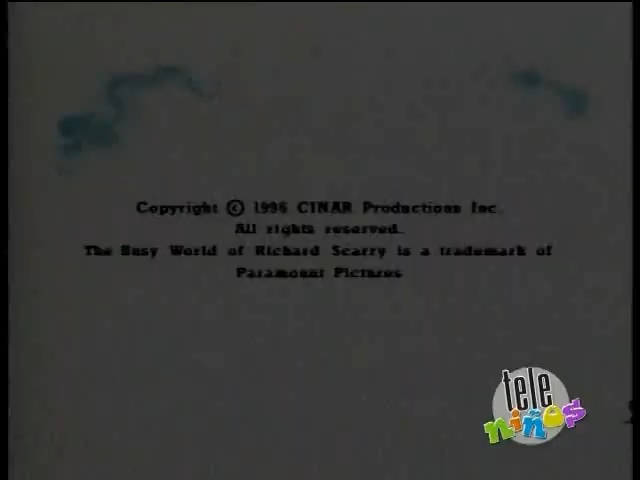 Copyright © 1996 CINAR Productions Inc.
All rights reserved.
The Busy World of Richard Scarry is a trademark of
Paramount Pictures
tele
niños